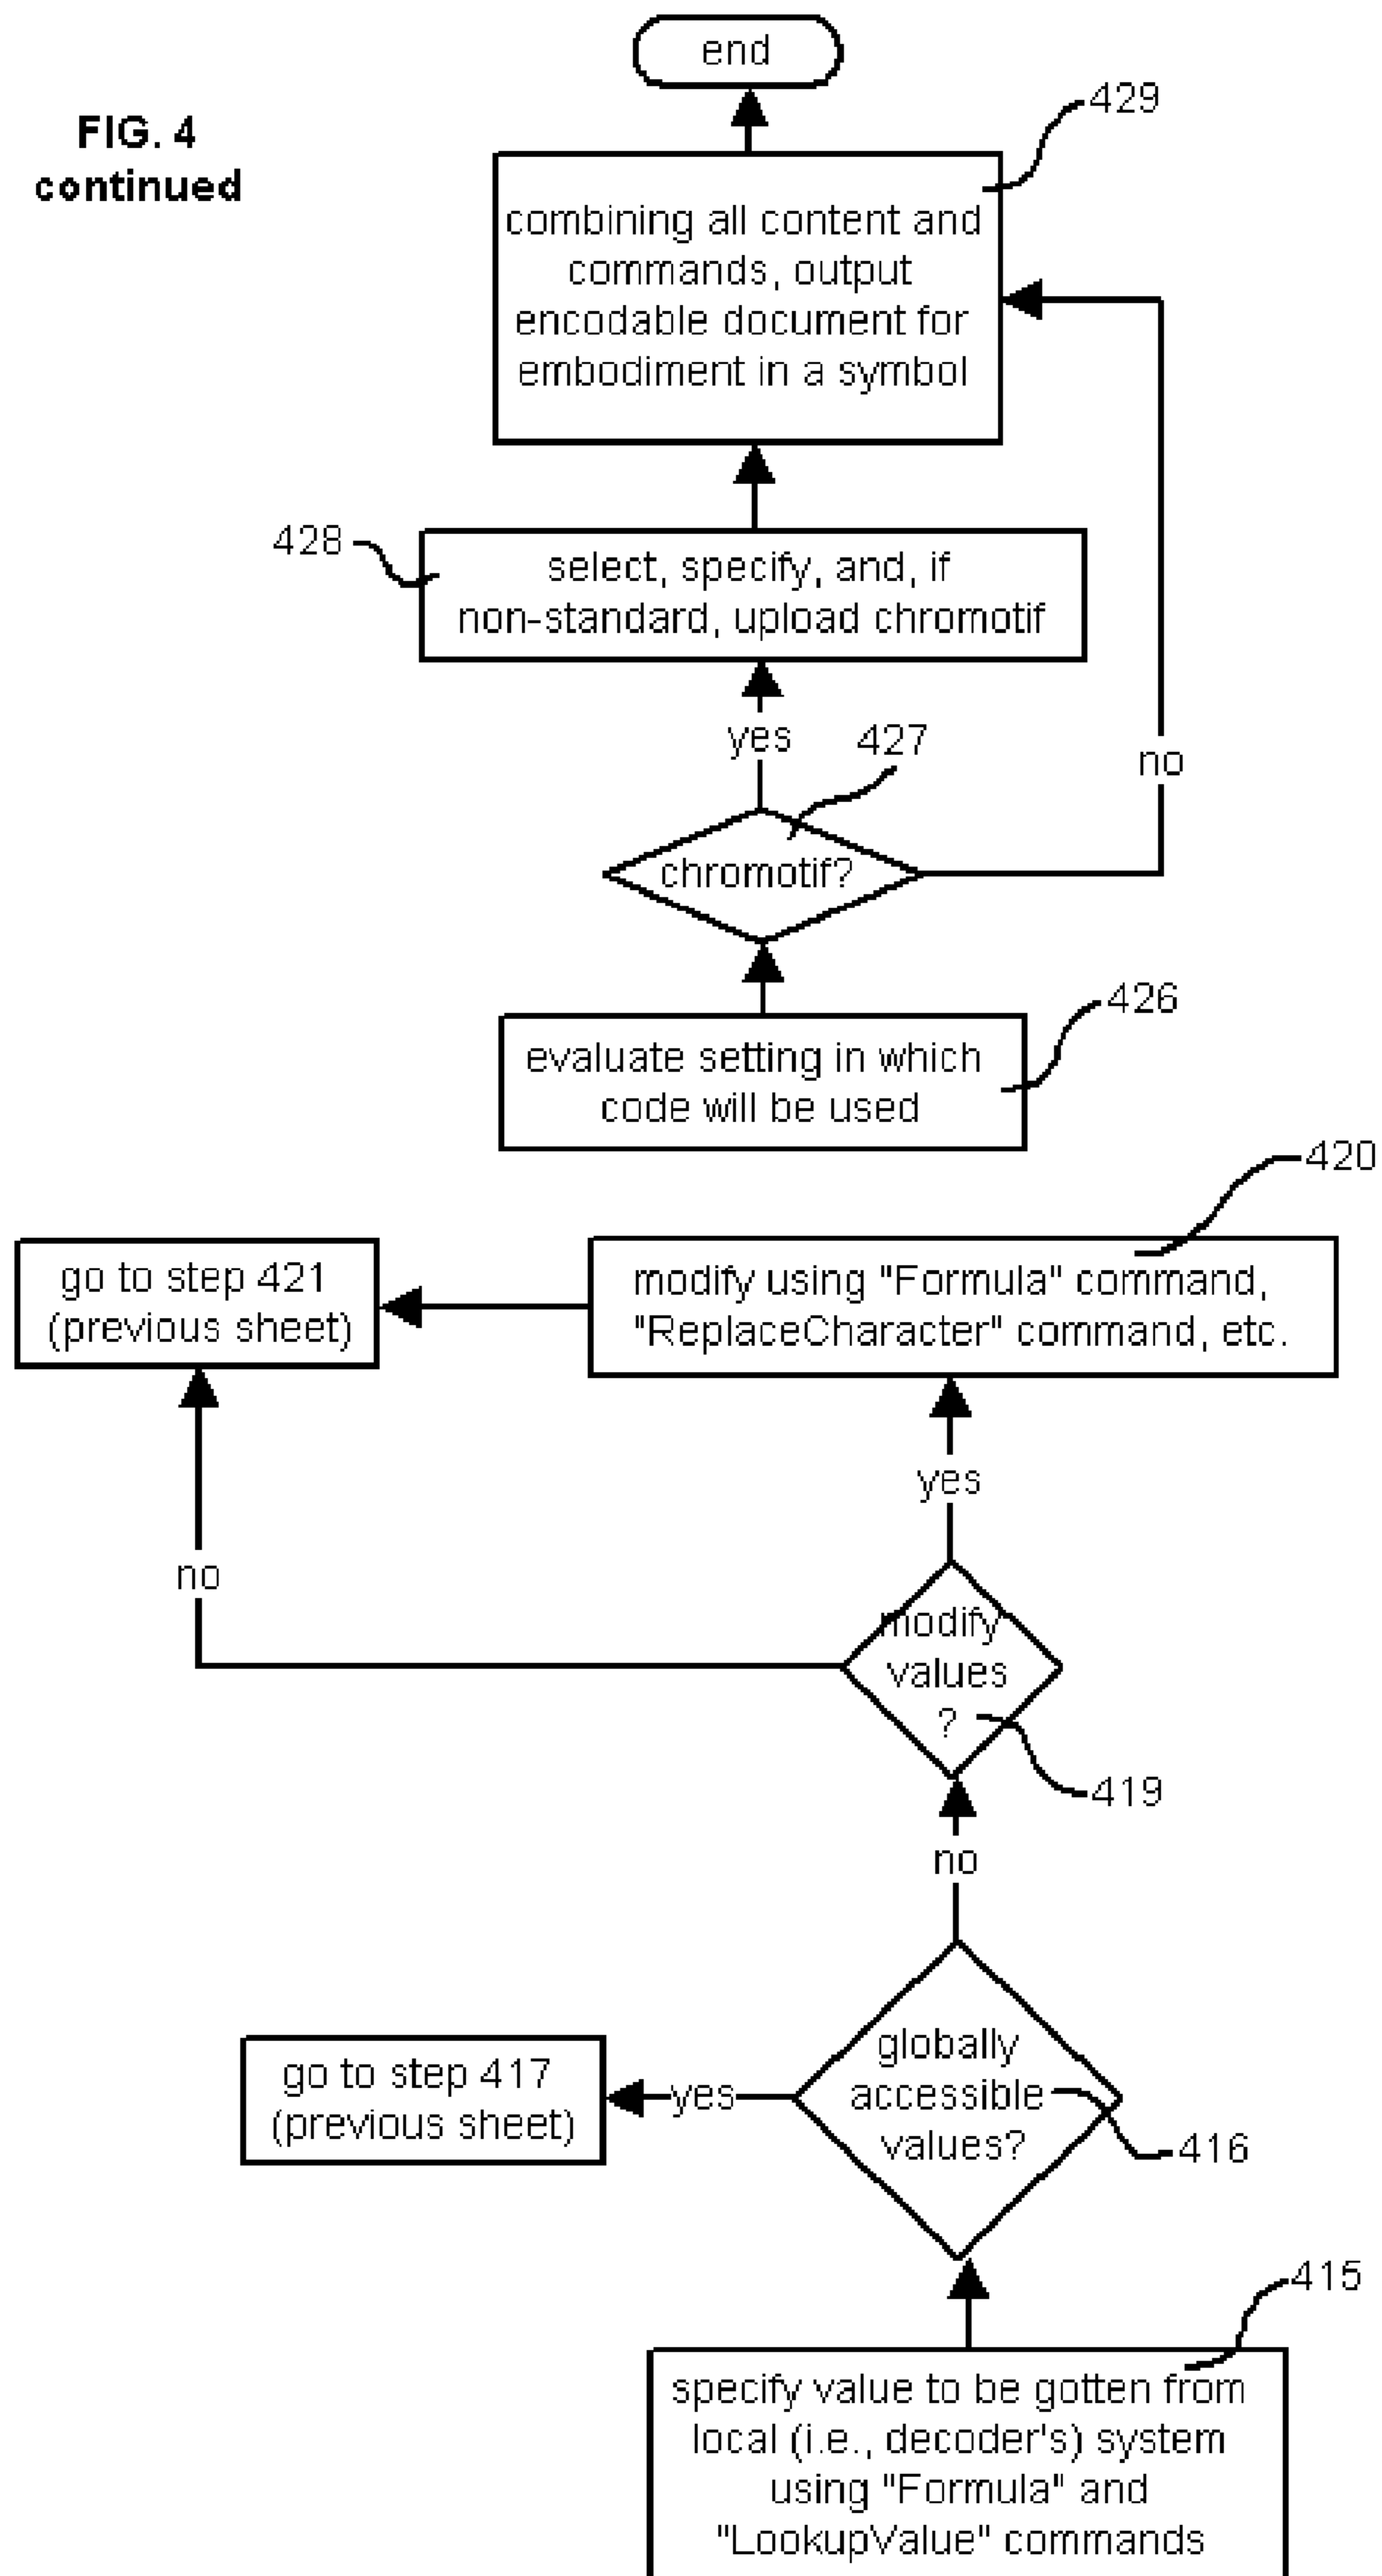 end
429
FIG. 4
continued
combining all content and
commands, output
encodable document for
embodiment in a symbol
428
select, specify, and, if
non-standard, upload chromotif
yes
427
no
chromotif?
426
evaluate setting in which
code will be used
420
go to step 421
(previous sheet)
modify using "Formula" command,
"ReplaceCharacter" command, etc.
yes
no
modify
values
?
419
no
globally
accessible
values?
go to step 417
(previous sheet)
yes
416
415
specify value to be gotten from
local (i.e., decoder's) system
using "Formula" and
"LookupValue" commands